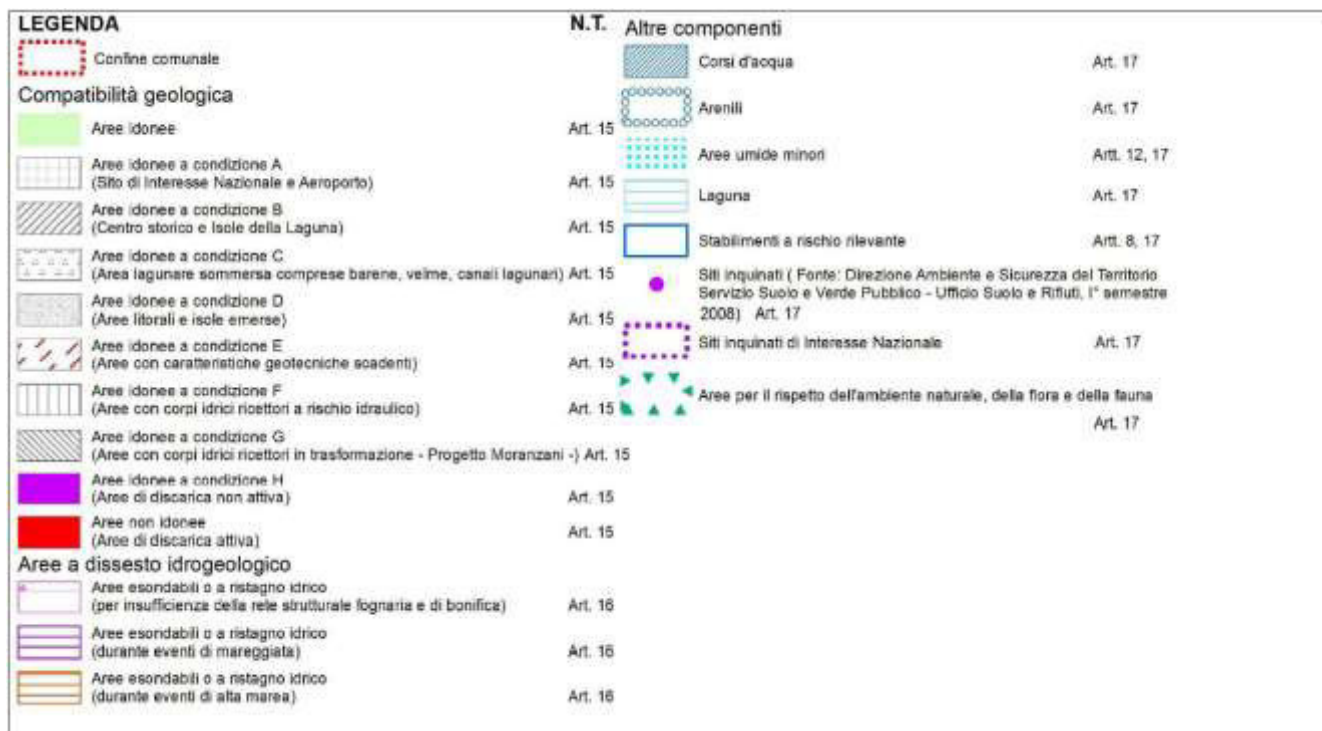 LEGENDA N.T.
Confine comunale
Compatibilità geologica
Aree idonee Art. 15
Aree idonee a condizione A
(Sito di Interesse Nazionale e Aeroporto) Art. 15
Aree idonee a condizione B
(Centro storico e Isole della Laguna) Art. 15
Aree idonee a condizione C
(Area lagunare sommersa comprese barene, velme, canali lagunari) Art. 15
Aree idonee a condizione D
(Aree litorali e isole emerse) Art. 15
Aree idonee a condizione E
(Aree con caratteristiche geotecniche scadenti) Art. 15
Aree idonee a condizione F
(Aree con corpi idrici ricettori a rischio idraulico) Art. 15
Aree idonee a condizione G
(Aree con corpi idrici ricettori in trasformazione - Progetto Moranzani -) Art. 15
Aree idonee a condizione H
(Aree di discarica non attiva) Art. 15
Aree non idonee
(Aree di discarica attiva) Art. 15
Aree a dissesto idrogeologico
Aree esondabili o a ristagno idrico
(per insufficienza della rete strutturale fognaria e di bonifica) Art. 16
Aree esondabili o a ristagno idrico
(durante eventi di mareggiata) Art. 16
Aree esondabili o a ristagno idrico
(durante eventi di alta marea) Art. 16
Altre componenti
Corsi d'acqua Art. 17
Arenili Art. 17
Aree umide minori Artt. 12, 17
Laguna Art. 17
Stabilimenti a rischio rilevante Artt. 8, 17
Siti inquinati ( Fonte: Direzione Ambiente e Sicurezza del Territorio
Servizio Suolo e Verde Pubblico - Ufficio Suolo e Rifiuti, I° semestre
2008) Art. 17
Siti inquinati di Interesse Nazionale Art. 17
Aree per il rispetto dell'ambiente naturale, della flora e della fauna
Art. 17